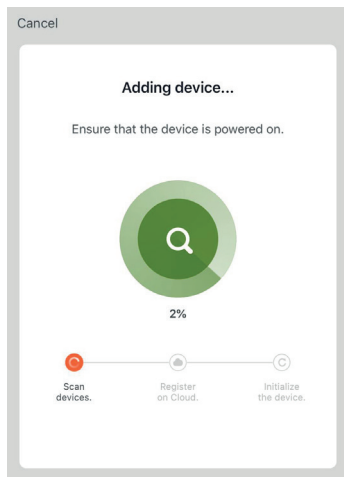 Cancel
Adding device...
Ensure that the device is powered on.
2%
Scan
devices.
Register
on Cloud.
Initialize
the device.